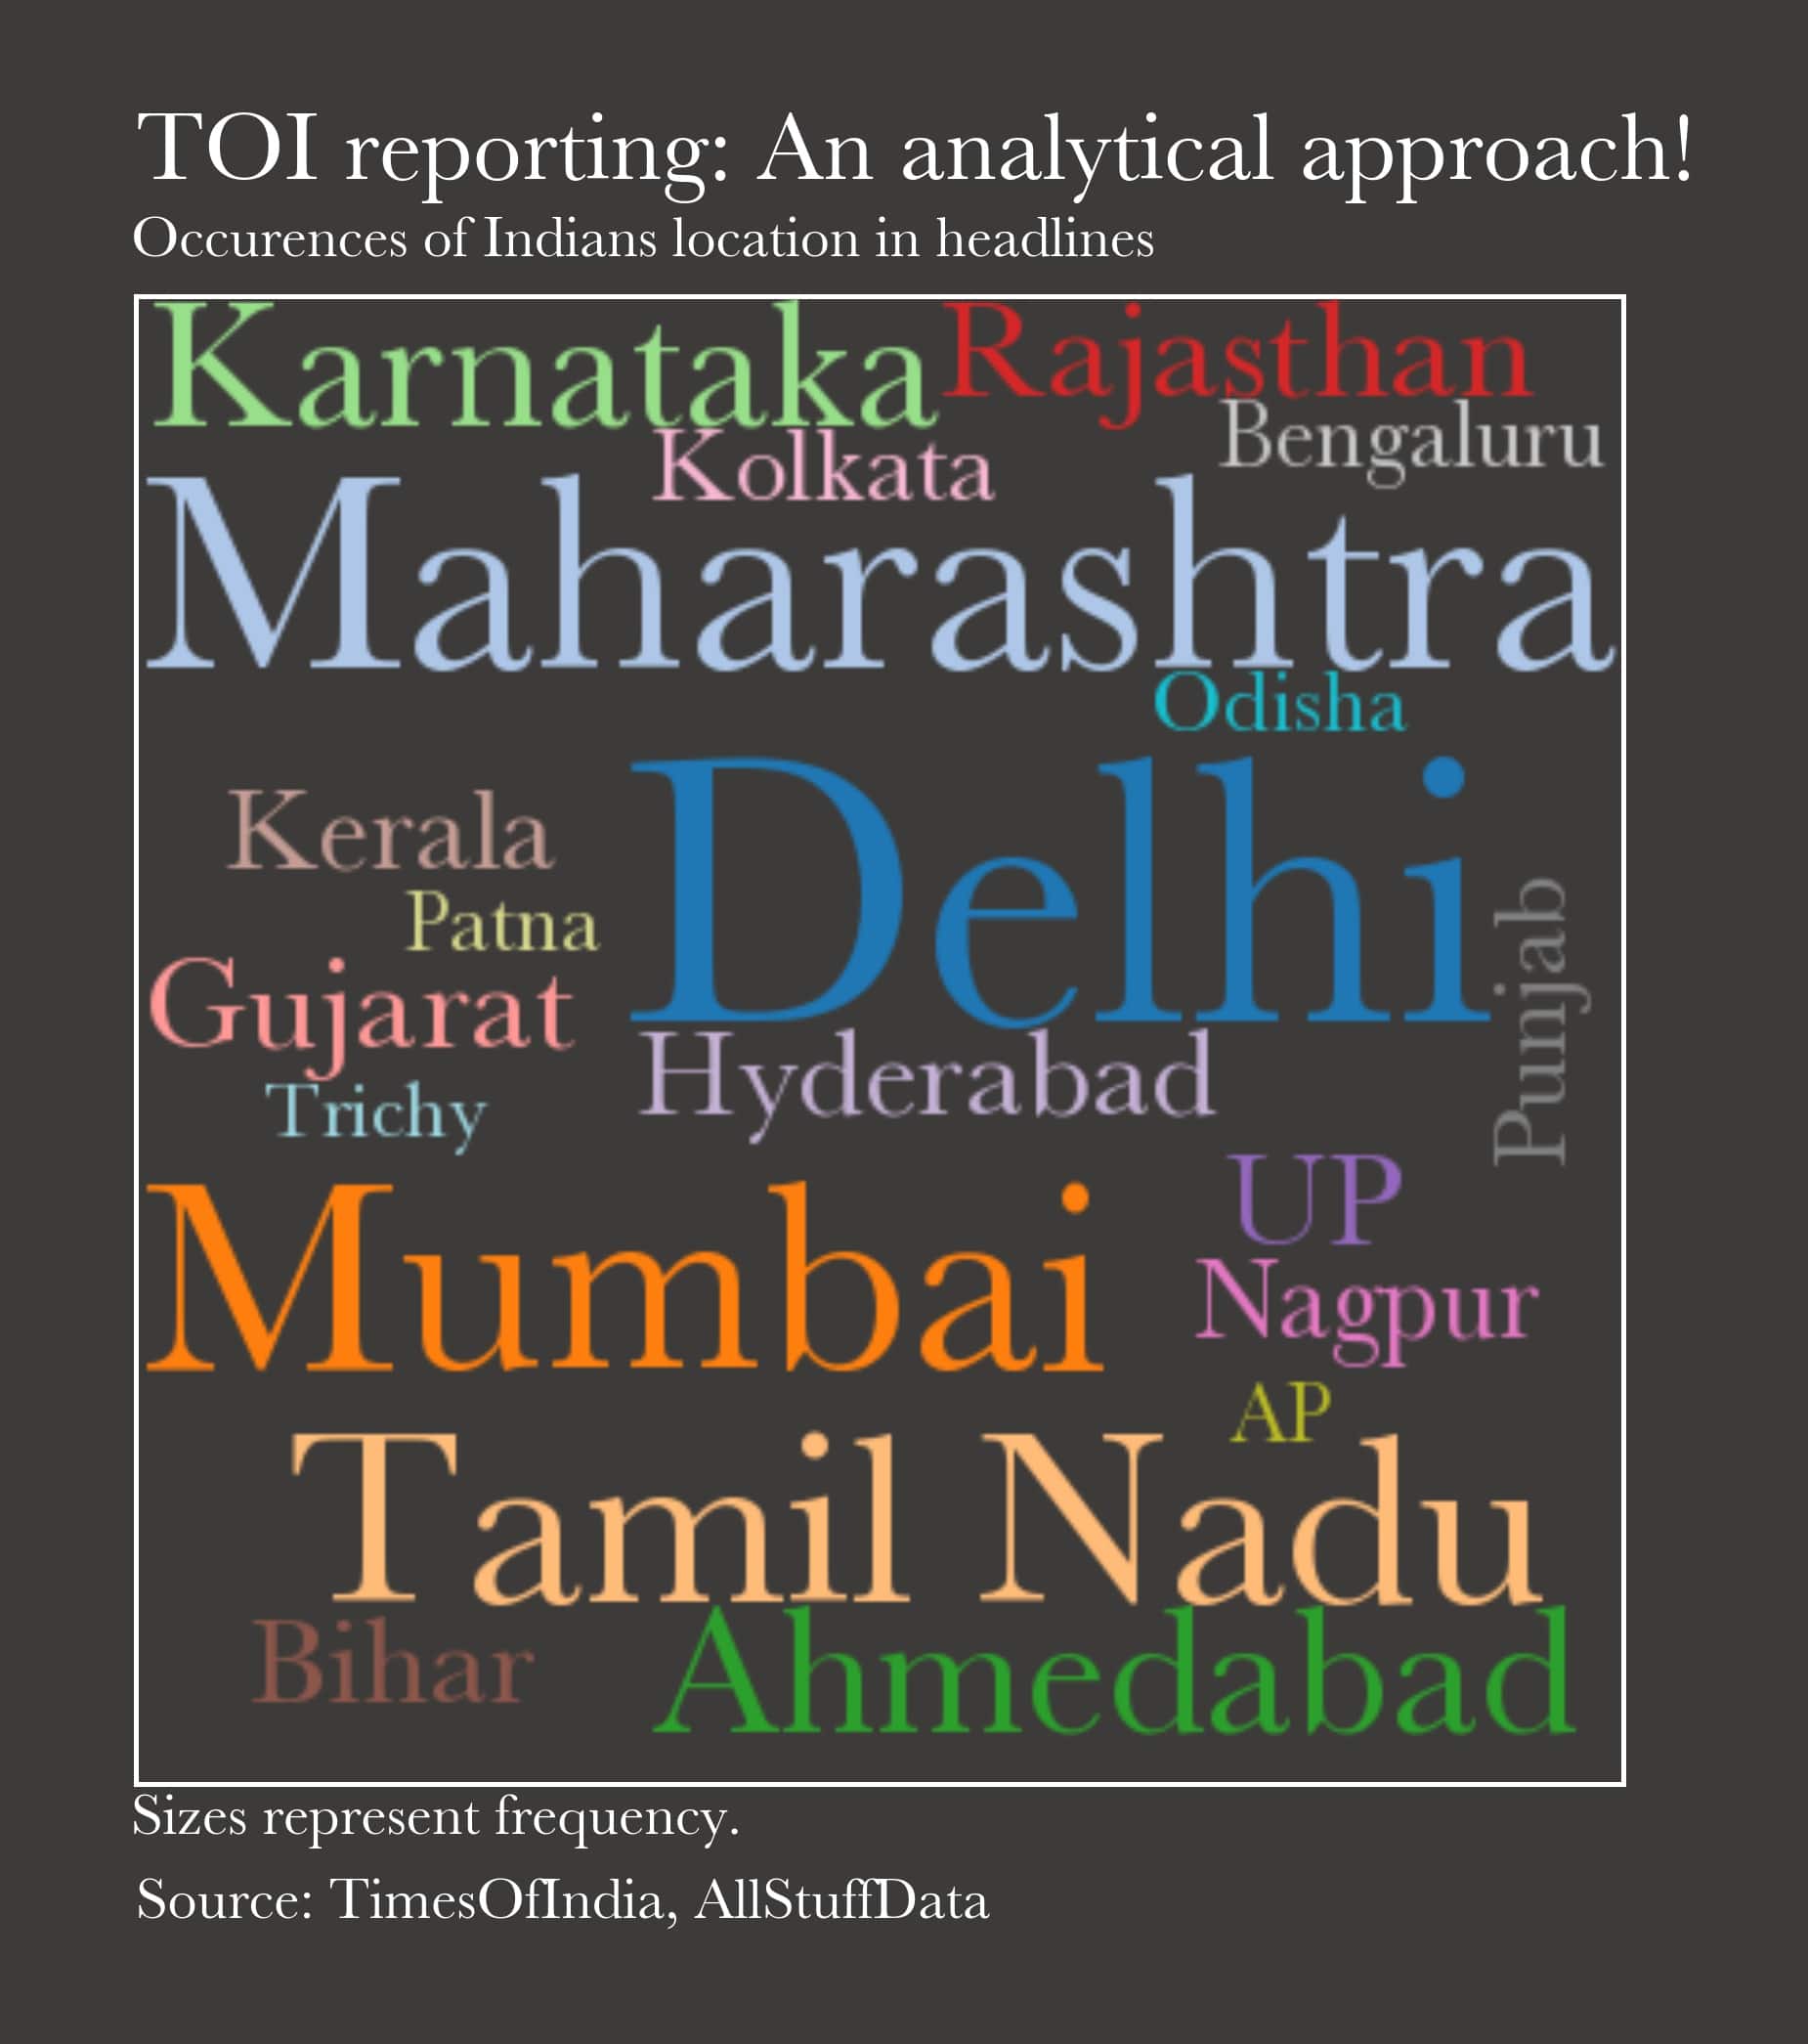 TOI reporting: An analytical approach!
Occurences of Indians location in headlines
Karnataka
Rajasthan
Bengaluru
Kolkata
Maharashtra
Odisha
Delhi
Kerala
Patna
Punjab
Gujarat
Hyderabad
Trichy
UP
Mumbai
Nagpur
AP
Tamil Nadu
Bihar
Ahmedabad
Sizes represent frequency.
Source: TimesOfIndia, AllStuffData